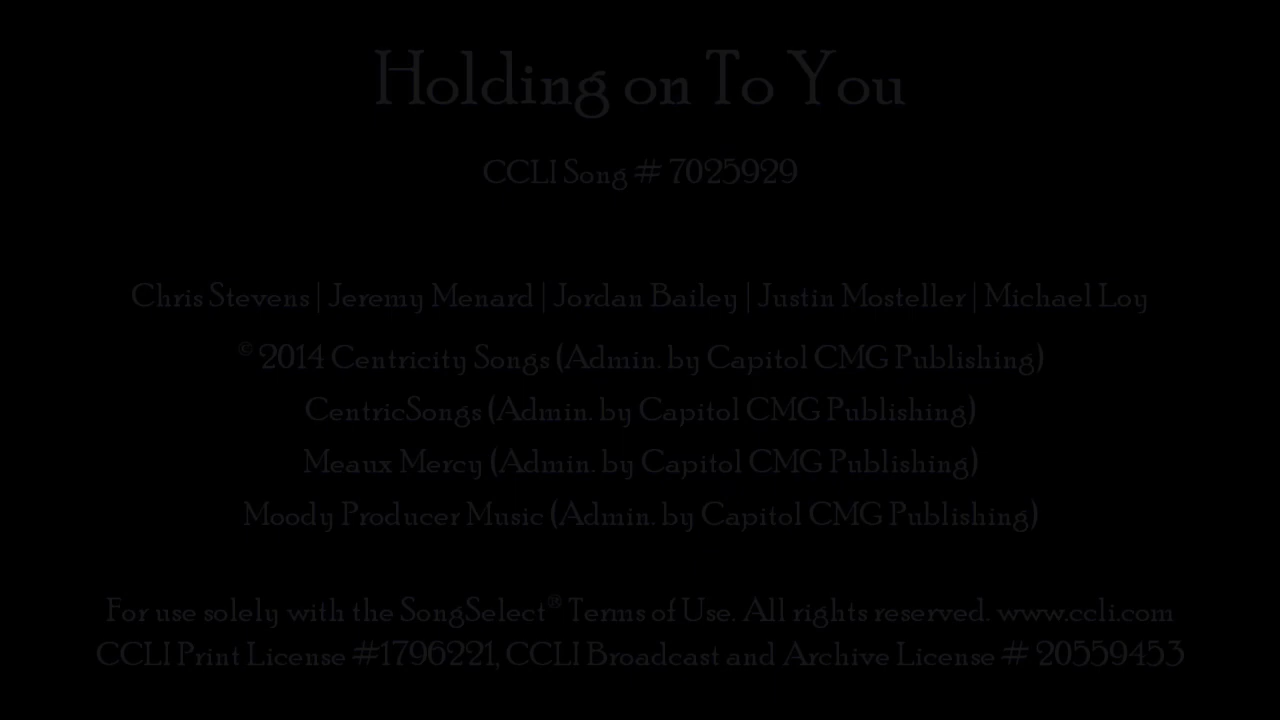 Holding on To You
CCLI Song # 7025929
Chris Stevens | Jeremy Menard | Jordan Bailey | Justin Mosteller | Michael Loy
© 2014 Centricity Songs (Admin. by Capitol CMG Publishing)
CentricSongs (Admin. by Capitol CMG Publishing)
Meaux Mercy (Admin. by Capitol CMG Publishing)
Moody Producer Music (Admin. by Capitol CMG Publishing)
For use solely with the SongSelect® Terms of Use. All rights reserved. www.ccli.com
CCLI Print License #1796221, CCLI Broadcast and Archive License # 20559453